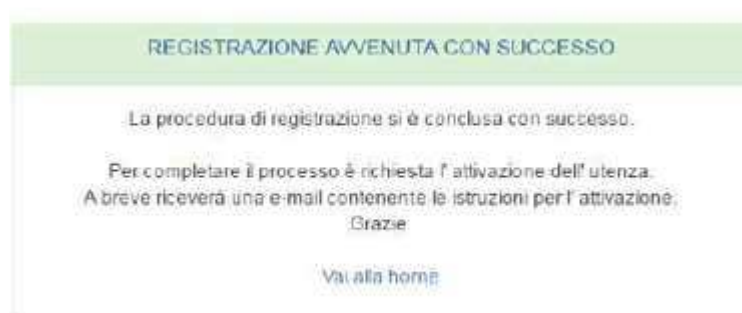 REGISTRAZIONE AVVENUTA CON SUCCESSO
La procedura di registrazione si è conclusa con successo.
Per completare il processo è richiesta l' attivazione dell' utenza.
A breve riceverà una e-mail contenente le istruzioni per l' attivazione.
Grazie
Vai alla home